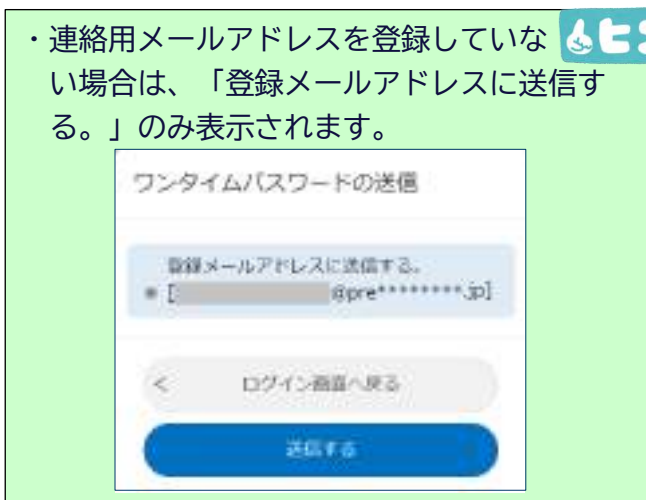 ・連絡用メールアドレスを登録していな
い場合は、「登録メールアドレスに送信す
る。」のみ表示されます。
ヒン
ワンタイムパスワードの送信
登録メールアドレスに送信する。
[@pre********.jp]
< ログイン画面へ戻る
送信する